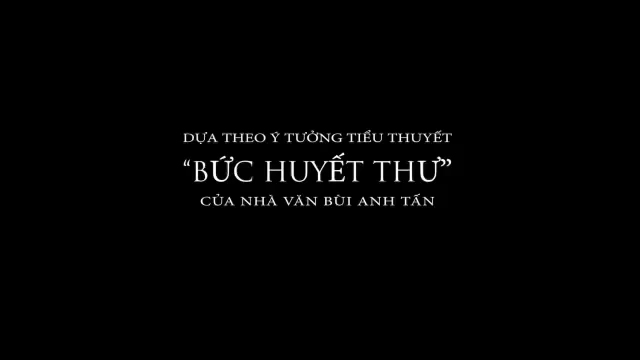 DỰA THEO Ý TƯỞNG TIỂU THUYẾT
“BỨC HUYẾT THƯ”
CỦA NHÀ VĂN BÙI ANH TẤN